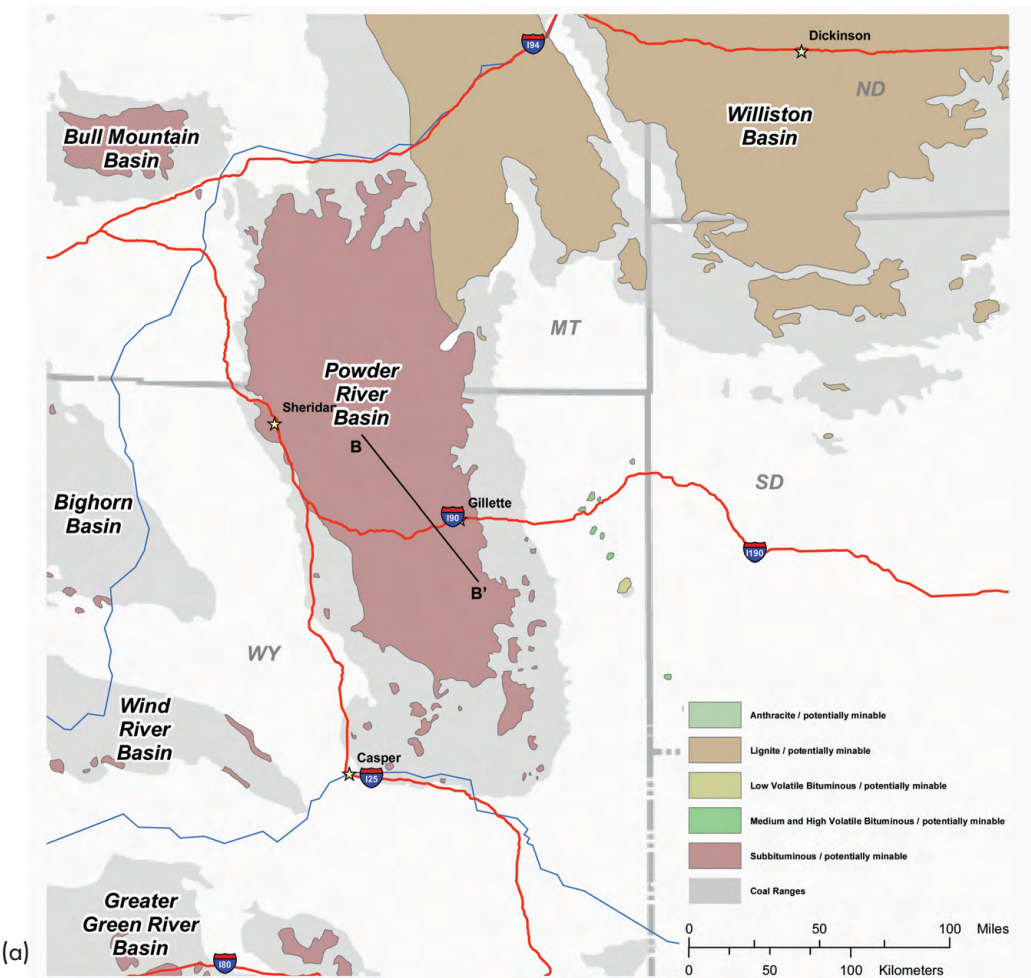 I94
Dickinson
ND
Williston
Basin
Bull Mountain
Basin
MT
Powder
River
Basin
Sheridan
B
Bighorn
Basin
Gillette
I90
SD
I190
B’
WY
Wind
River
Basin
Casper
I25
Greater
Green River
Basin
I80
(a)
Anthracite / potentially minable
Lignite / potentially minable
Low Volatile Bituminous / potentially minable
Medium and High Volatile Bituminous / potentially minable
Subbituminous / potentially minable
Coal Ranges
0 50 100 Miles
0 50 100 Kilometers